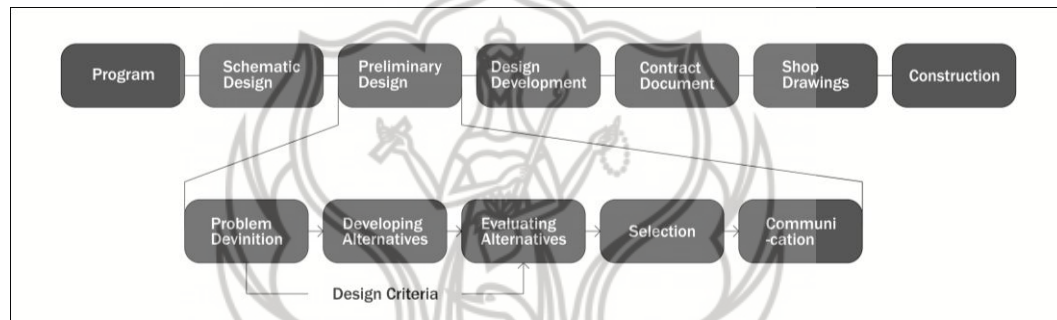 Program
Schematic
Design
Preliminary
Design
Design
Development
Contract
Document
Shop
Drawings
Construction
Problem
Devinition
Developing
Alternatives
Evaluating
Alternatives
Selection
Communi
-cation
Design Criteria